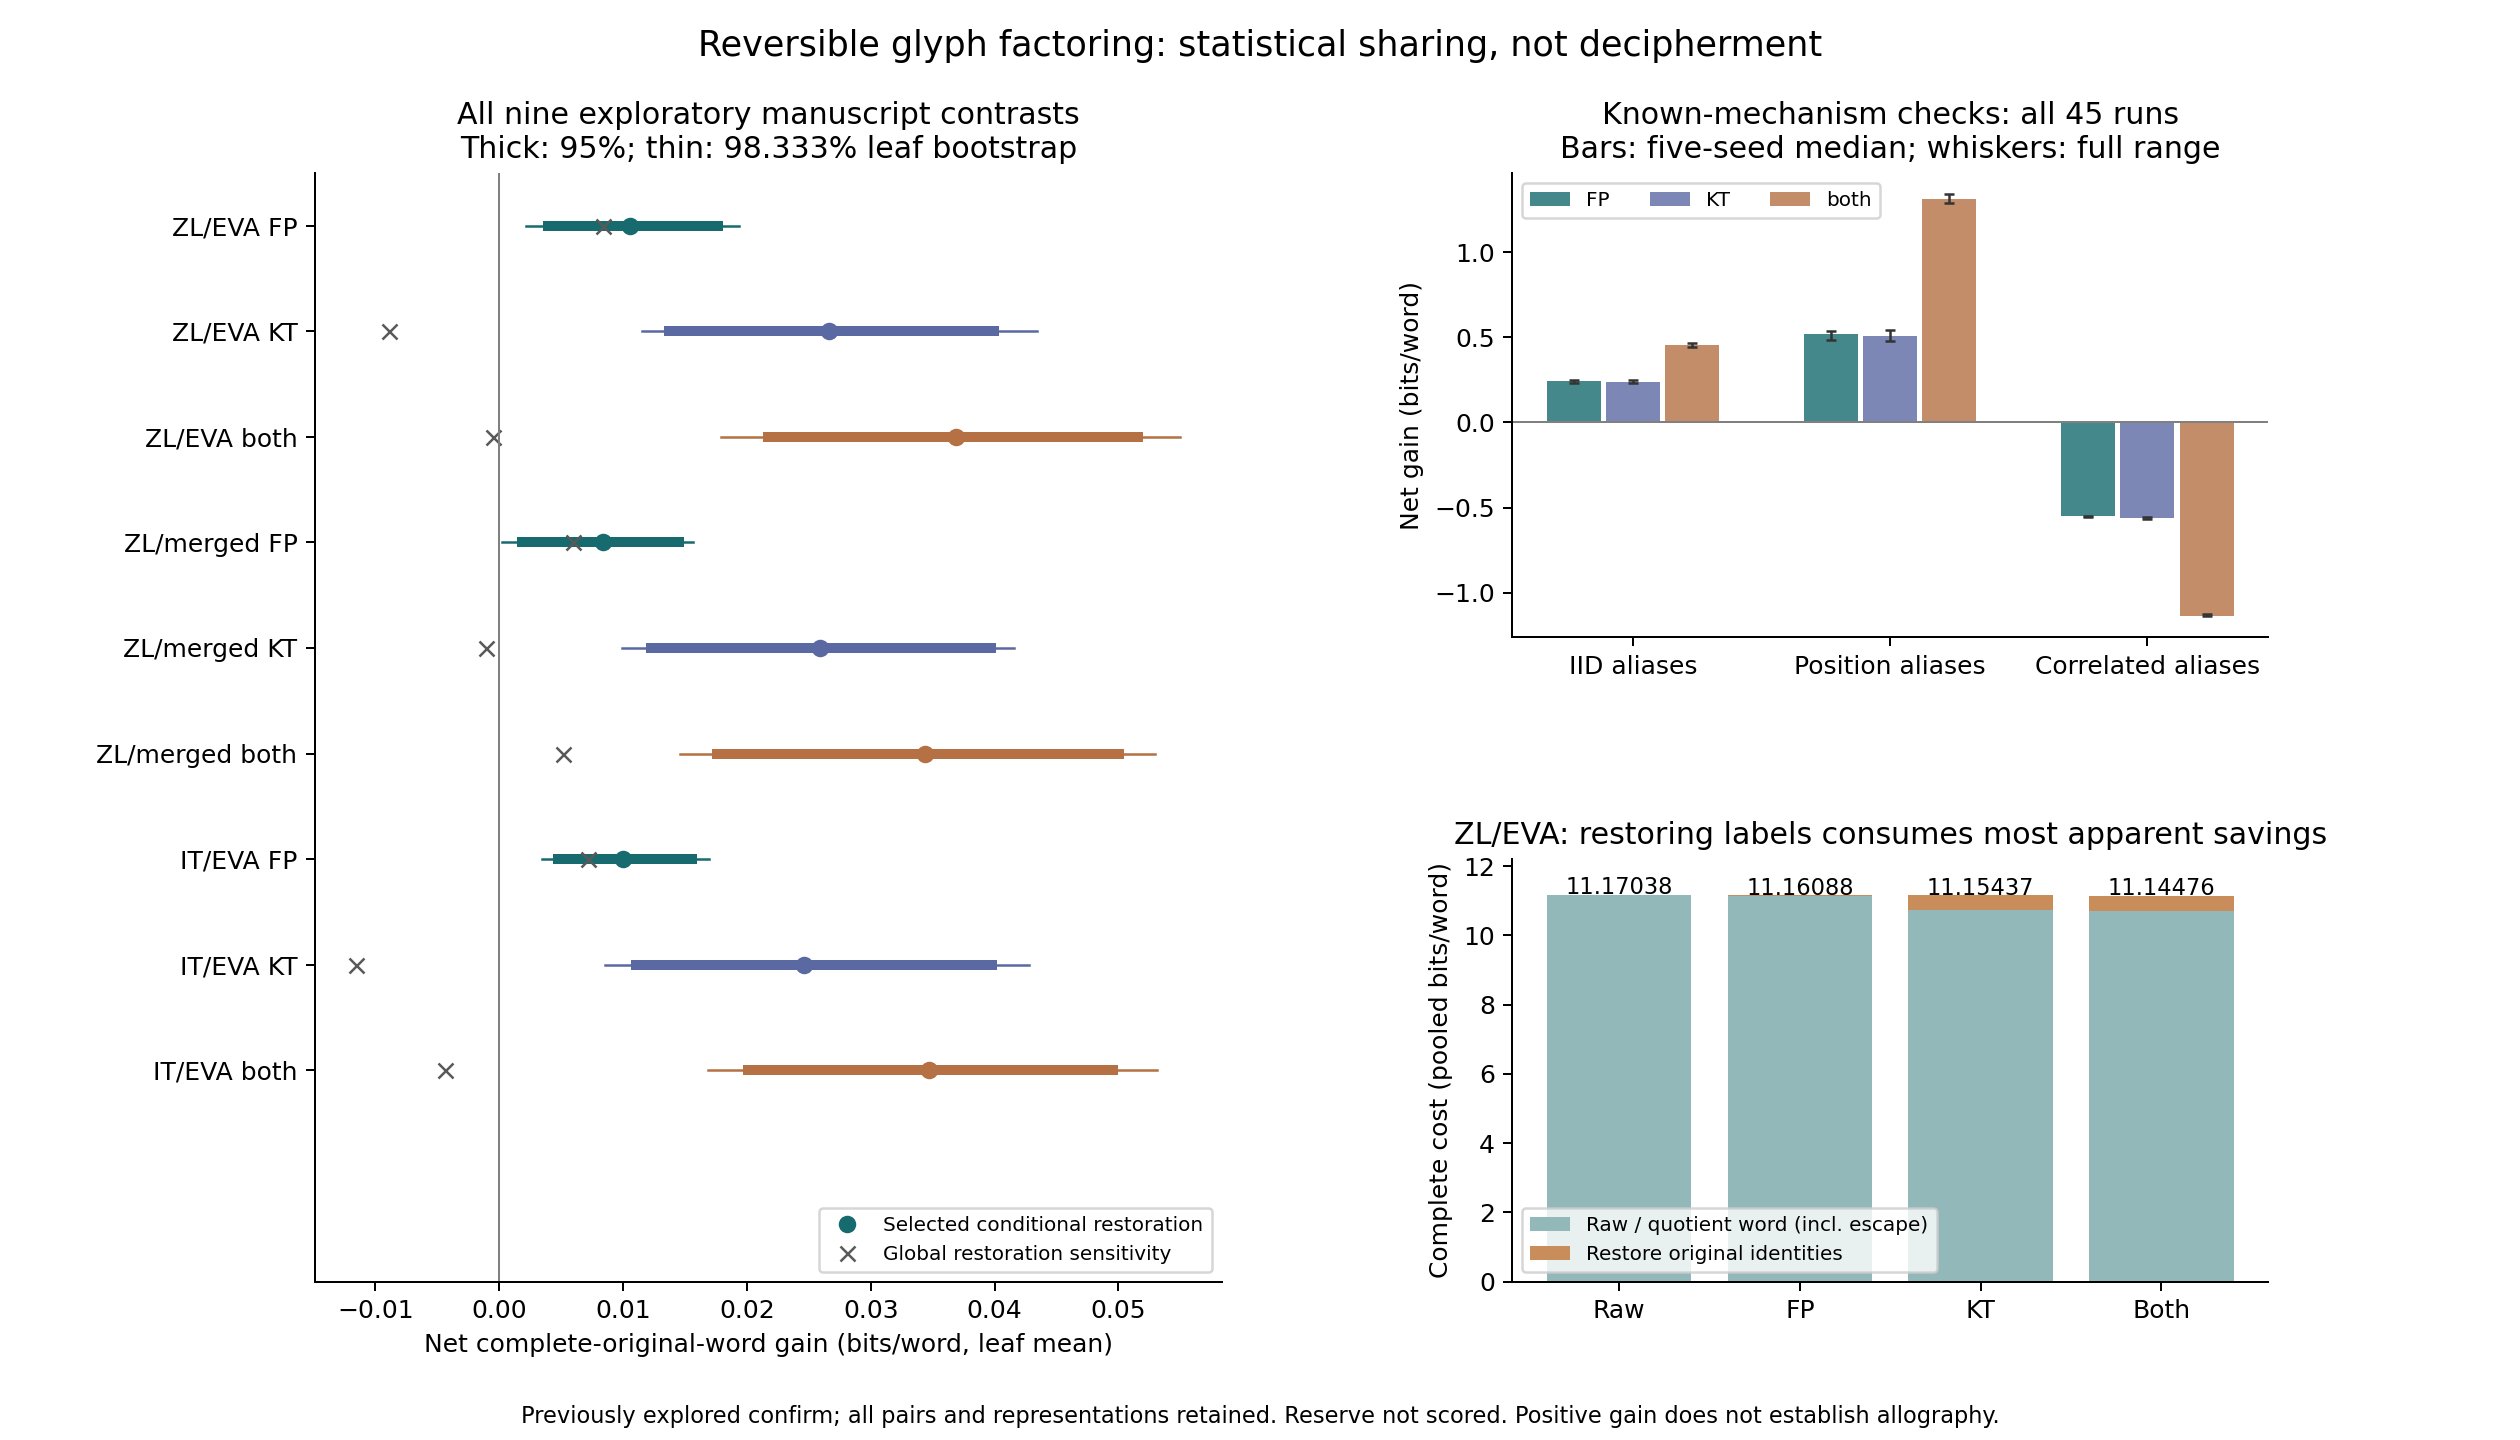 Reversible glyph factoring: statistical sharing, not decipherment
All nine exploratory manuscript contrasts
Thick: 95%; thin: 98.333% leaf bootstrap
ZL/EVA FP
ZL/EVA KT
ZL/EVA both
ZL/merged FP
ZL/merged KT
ZL/merged both
IT/EVA FP
IT/EVA KT
IT/EVA both
Selected conditional restoration
Global restoration sensitivity
−0.01 0.00 0.01 0.02 0.03 0.04 0.05
Net complete-original-word gain (bits/word, leaf mean)
Known-mechanism checks: all 45 runs
Bars: five-seed median; whiskers: full range
FP KT both
Net gain (bits/word)
1.0
0.5
0.0
−0.5
−1.0
IID aliases Position aliases Correlated aliases
ZL/EVA: restoring labels consumes most apparent savings
Complete cost (pooled bits/word)
12
10
8
6
4
2
0
11.17038 11.16088 11.15437 11.14476
Raw / quotient word (incl. escape)
Restore original identities
Raw FP KT Both
Previously explored confirm; all pairs and representations retained. Reserve not scored. Positive gain does not establish allography.